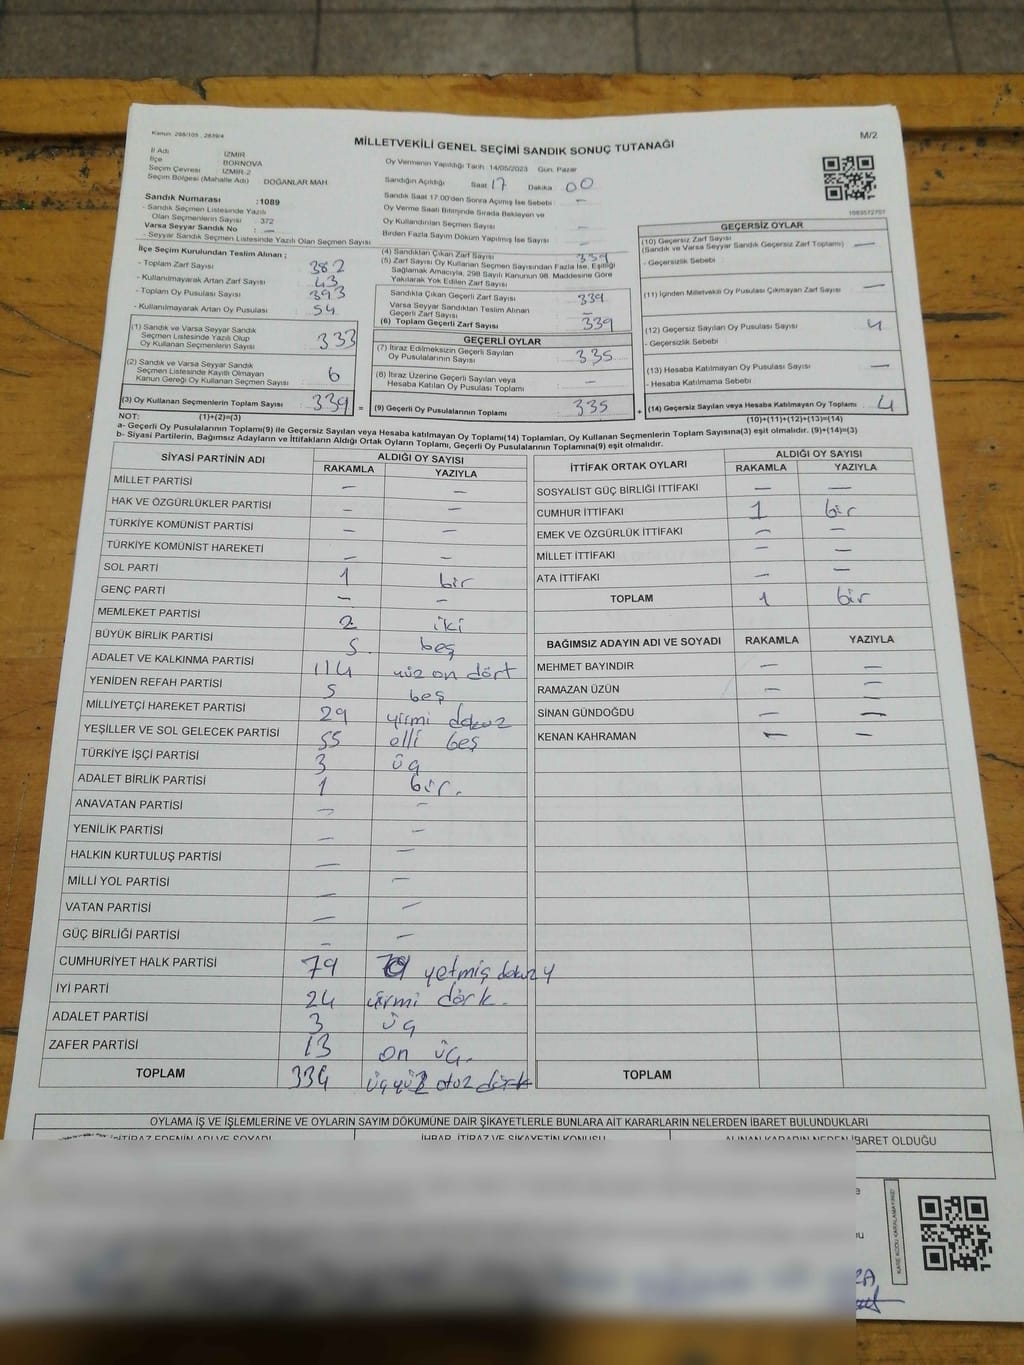 Kanun: 298/105 , 2839/4
M/2
MİLLETVEKİLİ GENEL SEÇİMİ SANDIK SONUÇ TUTANAĞI
İl Adı İZMİR
İlçe BORNOVA
Seçim Çevresi İZMİR-2
Seçim Bölgesi (Mahalle Adı) DOĞANLAR MAH.
Oy Vermenin Yapıldığı Tarih : 14/05/2023 Gün: Pazar
Sandığın Açıldığı Saat 17 Dakika 00
Sandık Saat 17.00'den Sonra Açılmış İse Sebebi : —
Oy Verme Saati Bitiminde Sırada Bekleyen ve
Oy Kullandırılan Seçmen Sayısı —
Birden Fazla Sayım Döküm Yapılmış İse Sayısı —
Sandık Numarası :1089
- Sandık Seçmen Listesinde Yazılı
Olan Seçmenlerin Sayısı 372
Varsa Seyyar Sandık No : —
- Seyyar Sandık Seçmen Listesinde Yazılı Olan Seçmen Sayısı
İlçe Seçim Kurulundan Teslim Alınan ;
- Toplam Zarf Sayısı 382
- Kullanılmayarak Artan Zarf Sayısı 43
- Toplam Oy Pusulası Sayısı 393
- Kullanılmayarak Artan Oy Pusulası 54
(1) Sandık ve Varsa Seyyar Sandık
Seçmen Listesinde Yazılı Olup
Oy Kullanan Seçmenlerin Sayısı 333
(2) Sandık ve Varsa Seyyar Sandık
Seçmen Listesinde Kayıtlı Olmayan
Kanun Gereği Oy Kullanan Seçmen Sayısı 6
(3) Oy Kullanan Seçmenlerin Toplam Sayısı 339 =
(4) Sandıktan Çıkan Zarf Sayısı 339
(5) Zarf Sayısı Oy Kullanan Seçmen Sayısından Fazla İse, Eşitliği
Sağlamak Amacıyla, 298 Sayılı Kanunun 98. Maddesine Göre
Yakılarak Yok Edilen Zarf Sayısı
Sandıkla Çıkan Geçerli Zarf Sayısı 339
Varsa Seyyar Sandıktan Teslim Alınan
Geçerli Zarf Sayısı —
(6) Toplam Geçerli Zarf Sayısı 339
GEÇERLİ OYLAR
(7) İtiraz Edilmeksizin Geçerli Sayılan
Oy Pusulalarının Sayısı 335
(8) İtiraz Üzerine Geçerli Sayılan veya
Hesaba Katılan Oy Pusulası Toplamı —
(9) Geçerli Oy Pusulalarının Toplamı 335 +
1083572757
GEÇERSİZ OYLAR
(10) Geçersiz Zarf Sayısı
(Sandık ve Varsa Seyyar Sandık Geçersiz Zarf Toplamı) —
- Geçersizlik Sebebi
(11) İçinden Milletvekili Oy Pusulası Çıkmayan Zarf Sayısı —
(12) Geçersiz Sayılan Oy Pusulası Sayısı 4
- Geçersizlik Sebebi :
(13) Hesaba Katılmayan Oy Pusulası Sayısı —
- Hesaba Katılmama Sebebi
(14) Geçersiz Sayılan veya Hesaba Katılmayan Oy Toplamı 4
NOT: (1)+(2)=(3) (10)+(11)+(12)+(13)=(14)
a- Geçerli Oy Pusulalarının Toplamı(9) ile Geçersiz Sayılan veya Hesaba katılmayan Oy Toplamı(14) Toplamları, Oy Kullanan Seçmenlerin Toplam Sayısına(3) eşit olmalıdır. (9)+(14)=(3)
b- Siyasi Partilerin, Bağımsız Adayların ve İttifakların Aldığı Ortak Oyların Toplamı, Geçerli Oy Pusulalarının Toplamına(9) eşit olmalıdır.
SİYASİ PARTİNİN ADI ALDIĞI OY SAYISI
RAKAMLA YAZIYLA
MİLLET PARTİSİ — —
HAK VE ÖZGÜRLÜKLER PARTİSİ — —
TÜRKİYE KOMÜNİST PARTİSİ — —
TÜRKİYE KOMÜNİST HAREKETİ — —
SOL PARTİ 1 bir
GENÇ PARTİ — —
MEMLEKET PARTİSİ 2 iki
BÜYÜK BİRLİK PARTİSİ 5 beş
ADALET VE KALKINMA PARTİSİ 114 yüz on dört
YENİDEN REFAH PARTİSİ 5 beş
MİLLİYETÇİ HAREKET PARTİSİ 29 yirmi dokuz
YEŞİLLER VE SOL GELECEK PARTİSİ 55 elli beş
TÜRKİYE İŞÇİ PARTİSİ 3 üç
ADALET BİRLİK PARTİSİ 1 bir.
ANAVATAN PARTİSİ — —
YENİLİK PARTİSİ — —
HALKIN KURTULUŞ PARTİSİ — —
MİLLİ YOL PARTİSİ — —
VATAN PARTİSİ — —
GÜÇ BİRLİĞİ PARTİSİ — —
CUMHURİYET HALK PARTİSİ 79 yetmiş dokuz
İYİ PARTİ 24 yirmi dört.
ADALET PARTİSİ 3 üç
ZAFER PARTİSİ 13 on üç.
TOPLAM 334 üçyüz otuz dört
İTTİFAK ORTAK OYLARI ALDIĞI OY SAYISI
RAKAMLA YAZIYLA
SOSYALİST GÜÇ BİRLİĞİ İTTİFAKI — —
CUMHUR İTTİFAKI 1 bir
EMEK VE ÖZGÜRLÜK İTTİFAKI — —
MİLLET İTTİFAKI — —
ATA İTTİFAKI — —
TOPLAM 1 bir
BAĞIMSIZ ADAYIN ADI VE SOYADI RAKAMLA YAZIYLA
MEHMET BAYINDIR — —
RAMAZAN ÜZÜN — —
SİNAN GÜNDOĞDU — —
KENAN KAHRAMAN — —
TOPLAM
OYLAMA İŞ VE İŞLEMLERİNE VE OYLARIN SAYIM DÖKÜMÜNE DAİR ŞİKAYETLERLE BUNLARA AİT KARARLARIN NELERDEN İBARET BULUNDUKLARI
İTİRAZ EDENİN ADI VE SOYADI İHBAR, İTİRAZ VE ŞİKAYETİN KONUSU ALINAN KARARIN NEDEN İBARET OLDUĞU
KARE KODU KARALAMAYINIZ!